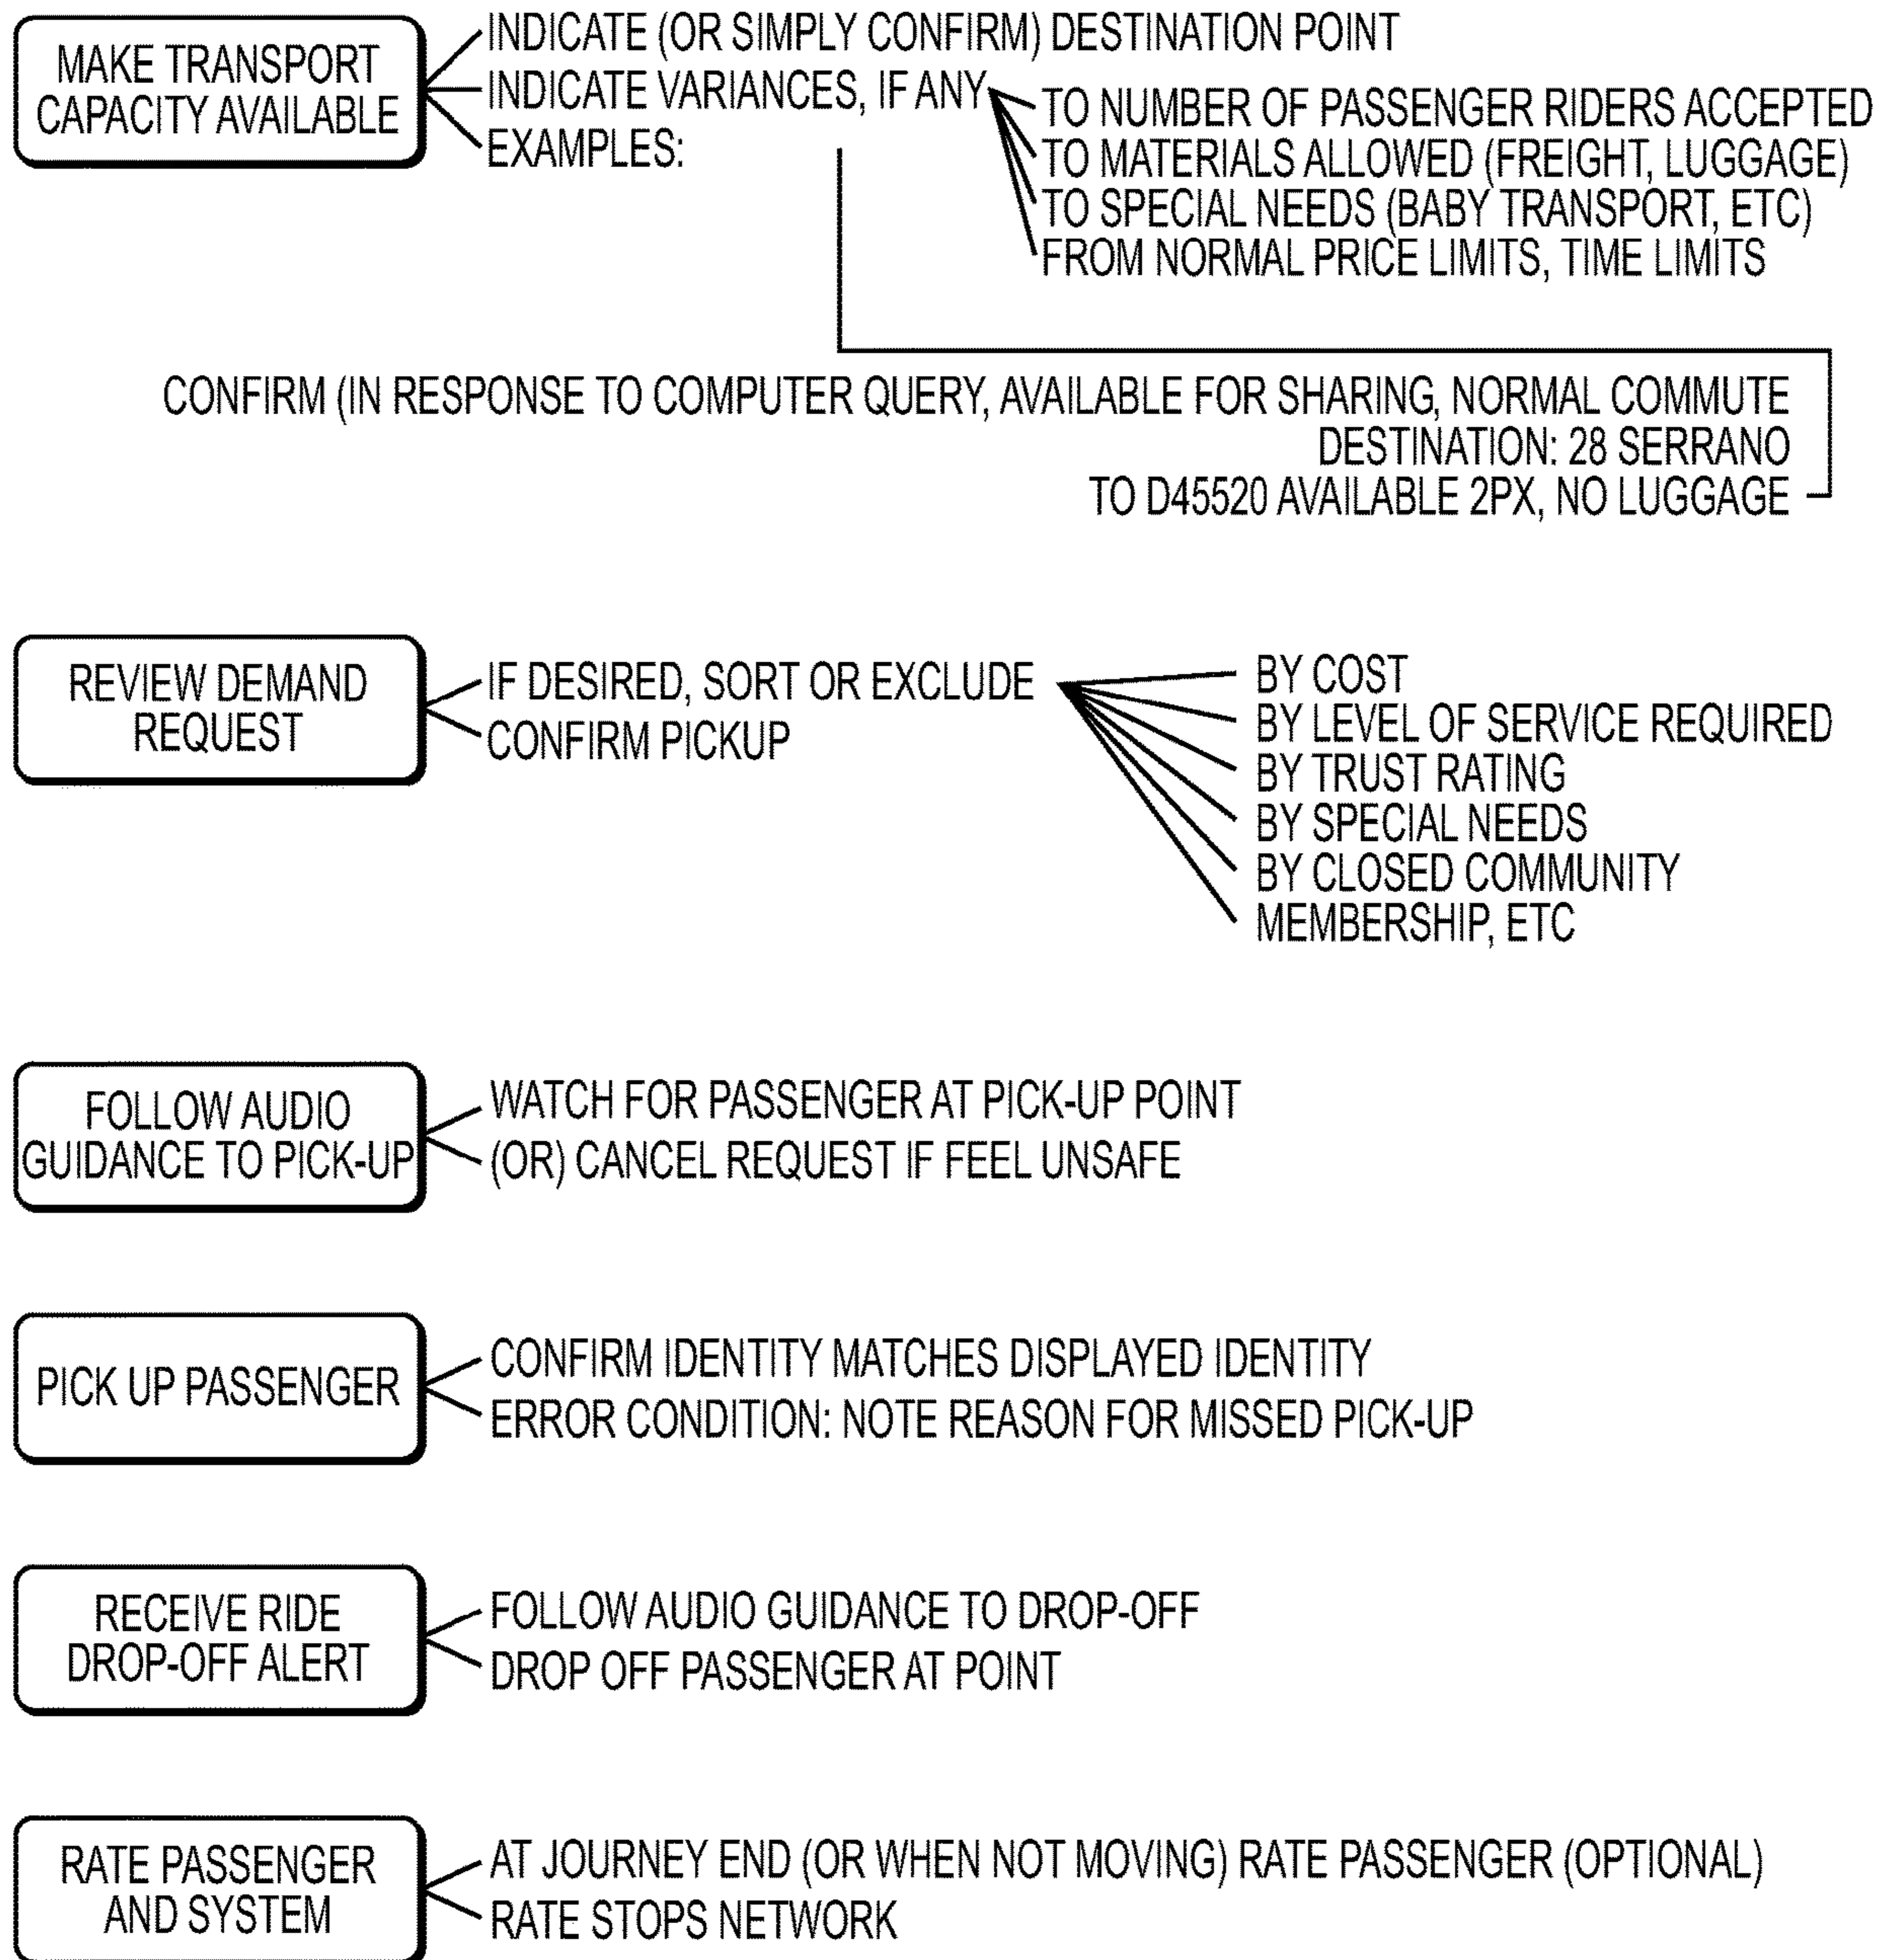 MAKE TRANSPORT
CAPACITY AVAILABLE
INDICATE (OR SIMPLY CONFIRM) DESTINATION POINT
INDICATE VARIANCES, IF ANY
EXAMPLES:
TO NUMBER OF PASSENGER RIDERS ACCEPTED
TO MATERIALS ALLOWED (FREIGHT, LUGGAGE)
TO SPECIAL NEEDS (BABY TRANSPORT, ETC)
FROM NORMAL PRICE LIMITS, TIME LIMITS
CONFIRM (IN RESPONSE TO COMPUTER QUERY, AVAILABLE FOR SHARING, NORMAL COMMUTE
DESTINATION: 28 SERRANO
TO D45520 AVAILABLE 2PX, NO LUGGAGE
REVIEW DEMAND
REQUEST
IF DESIRED, SORT OR EXCLUDE
CONFIRM PICKUP
BY COST
BY LEVEL OF SERVICE REQUIRED
BY TRUST RATING
BY SPECIAL NEEDS
BY CLOSED COMMUNITY
MEMBERSHIP, ETC
FOLLOW AUDIO
GUIDANCE TO PICK-UP
WATCH FOR PASSENGER AT PICK-UP POINT
(OR) CANCEL REQUEST IF FEEL UNSAFE
PICK UP PASSENGER
CONFIRM IDENTITY MATCHES DISPLAYED IDENTITY
ERROR CONDITION: NOTE REASON FOR MISSED PICK-UP
RECEIVE RIDE
DROP-OFF ALERT
FOLLOW AUDIO GUIDANCE TO DROP-OFF
DROP OFF PASSENGER AT POINT
RATE PASSENGER
AND SYSTEM
AT JOURNEY END (OR WHEN NOT MOVING) RATE PASSENGER (OPTIONAL)
RATE STOPS NETWORK